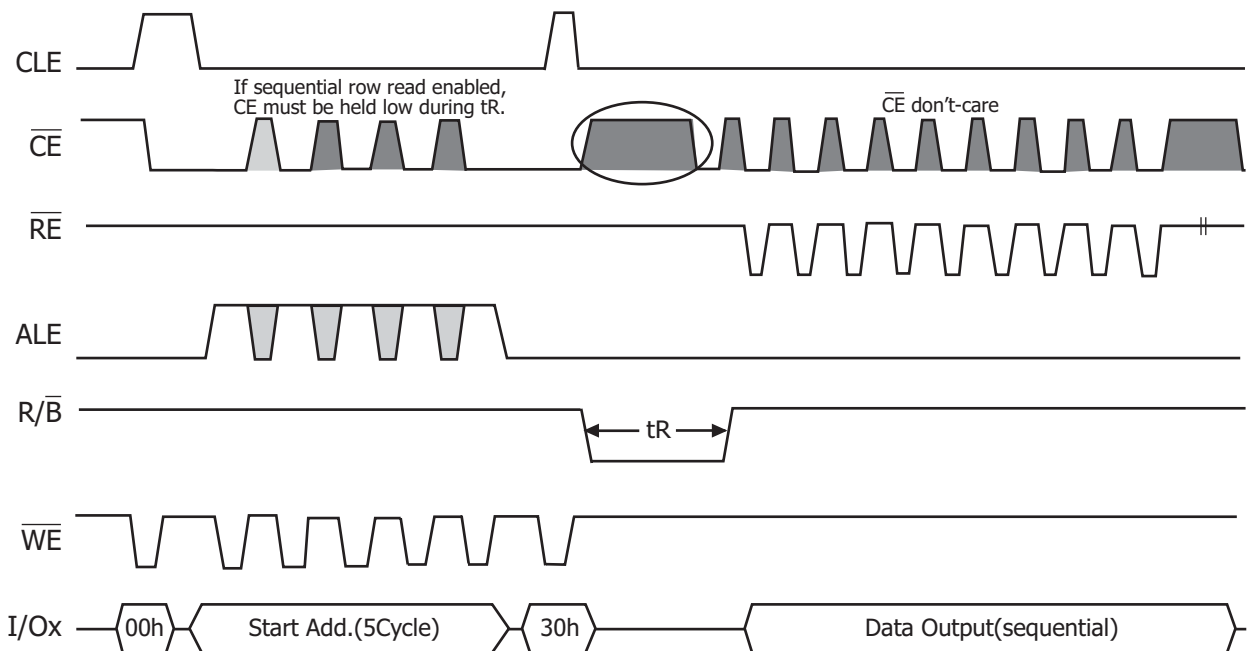 CLE
If sequential row read enabled,
CE must be held low during tR.
CE don't-care
CE
RE
ALE
R/B
tR
WE
I/Ox
00h
Start Add.(5Cycle)
30h
Data Output(sequential)